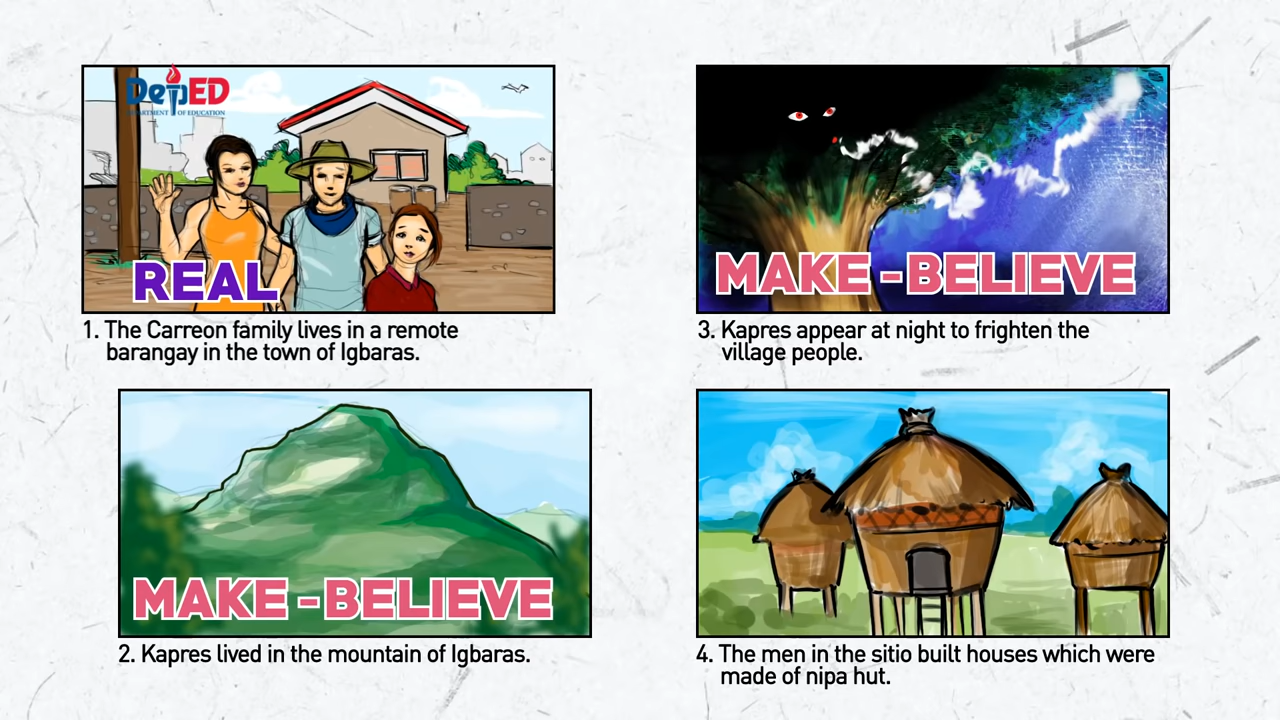 DepED
DEPARTMENT OF EDUCATION
REAL
1. The Carreon family lives in a remote
barangay in the town of Igbaras.
MAKE-BELIEVE
2. Kapres lived in the mountain of Igbaras.
MAKE-BELIEVE
3. Kapres appear at night to frighten the
village people.
4. The men in the sitio built houses which were
made of nipa hut.